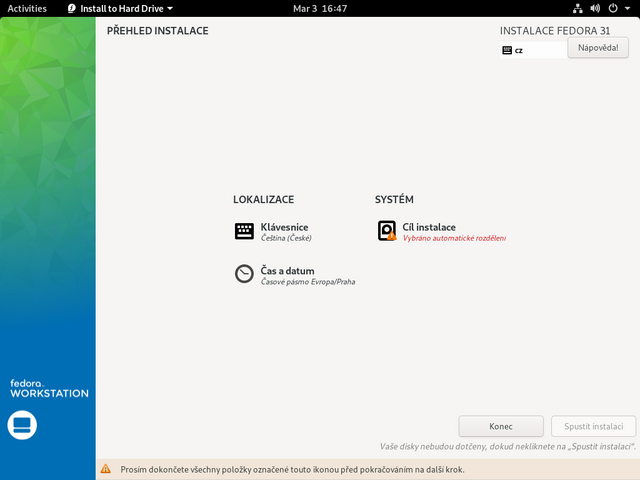 Activities
Install to Hard Drive
Mar 3 16:47
PŘEHLED INSTALACE
INSTALACE FEDORA 31
cz
Nápověda!
LOKALIZACE
SYSTÉM
Klávesnice
Čeština (České)
Cíl instalace
Vybráno automatické rozdělení
Čas a datum
Časové pásmo Evropa/Praha
fedora
WORKSTATION
Konec
Spustit instalaci
Vaše disky nebudou dotčeny, dokud nekliknete na „Spustit instalaci“.
Prosím dokončete všechny položky označené touto ikonou před pokračováním na další krok.